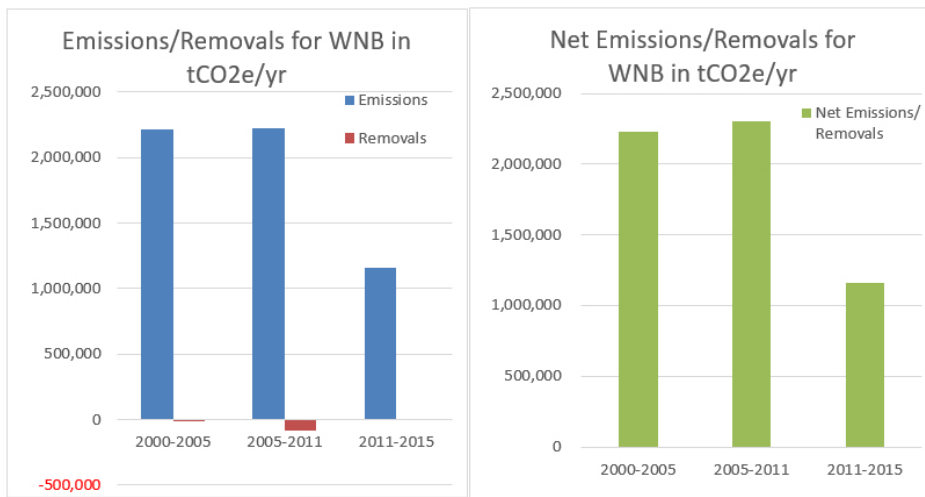 Emissions/Removals for WNB in
tCO2e/yr
2,500,000
2,000,000
1,500,000
1,000,000
500,000
0
-500,000
Emissions
Removals
2000-2005
2005-2011
2011-2015
Net Emissions/Removals for
WNB in tCO2e/yr
2,500,000
2,000,000
1,500,000
1,000,000
500,000
0
Net Emissions/
Removals
2000-2005
2005-2011
2011-2015